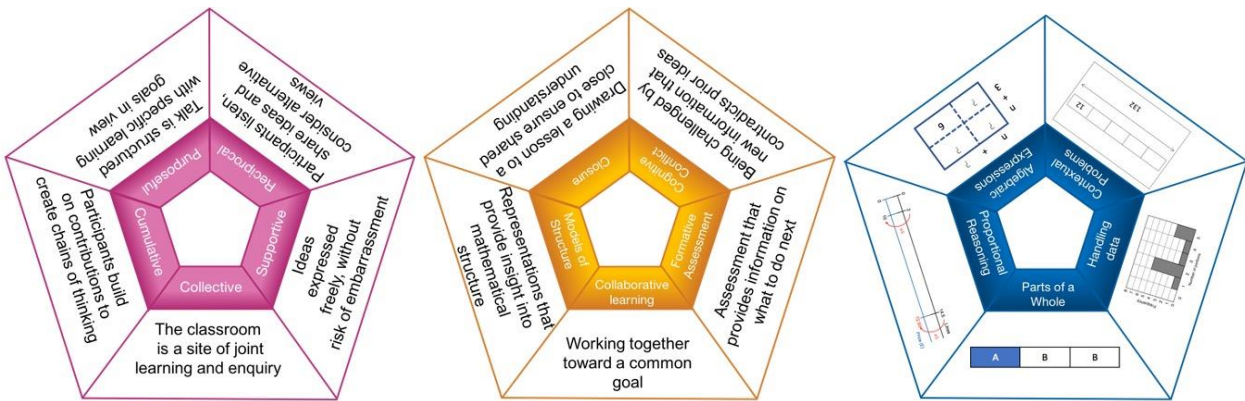 Talk is structured
with specific learning
goals in view
Purposeful
Participants listen,
share ideas and
consider alternative
views
Reciprocal
Participants build
on contributions to
create chains of thinking
Cumulative
Ideas
expressed
freely, without
risk of embarrassment
Supportive
Collective
The classroom
is a site of joint
learning and enquiry
Drawing a lesson to a
close to ensure shared
understanding
Closure
Being challenged by
new information that
contradicts prior ideas
Cognitive
Conflict
Representations that
provide insight into
mathematical
structure
Models of
Structure
Assessment that
provides information on
what to do next
Formative
Assessment
Collaborative
learning
Working together
toward a common
goal
Algebraic
Expressions
n + 3
?
6
?
?
n + ?
Contextual
Problems
132
12
Proportional
Reasoning
Handling
data
Parts of a
Whole
A B B